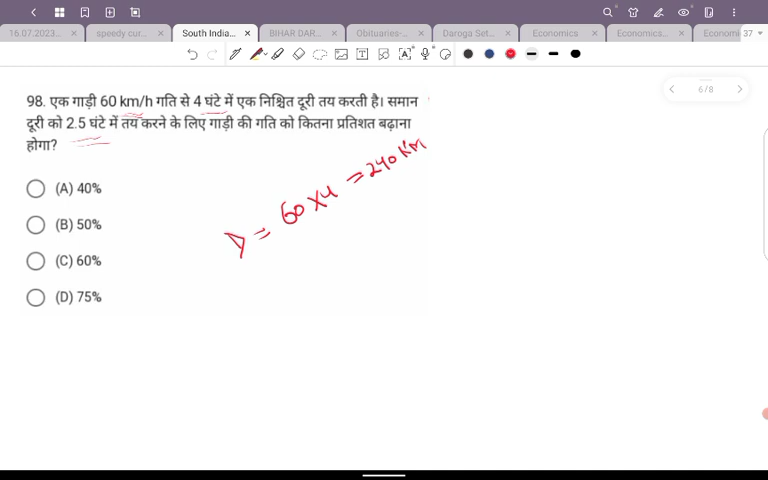 16.07.2023...
speedy cur...
South India...
BIHAR DAR...
Obituaries-...
Daroga Set...
Economics
Economics...
Economi
37
6/8
98. एक गाड़ी 60 km/h गति से 4 घंटे में एक निश्चित दूरी तय करती है। समान
दूरी को 2.5 घंटे में तय करने के लिए गाड़ी की गति को कितना प्रतिशत बढ़ाना
होगा?
(A) 40%
(B) 50%
(C) 60%
(D) 75%
D = 60 x 4 = 240 KM